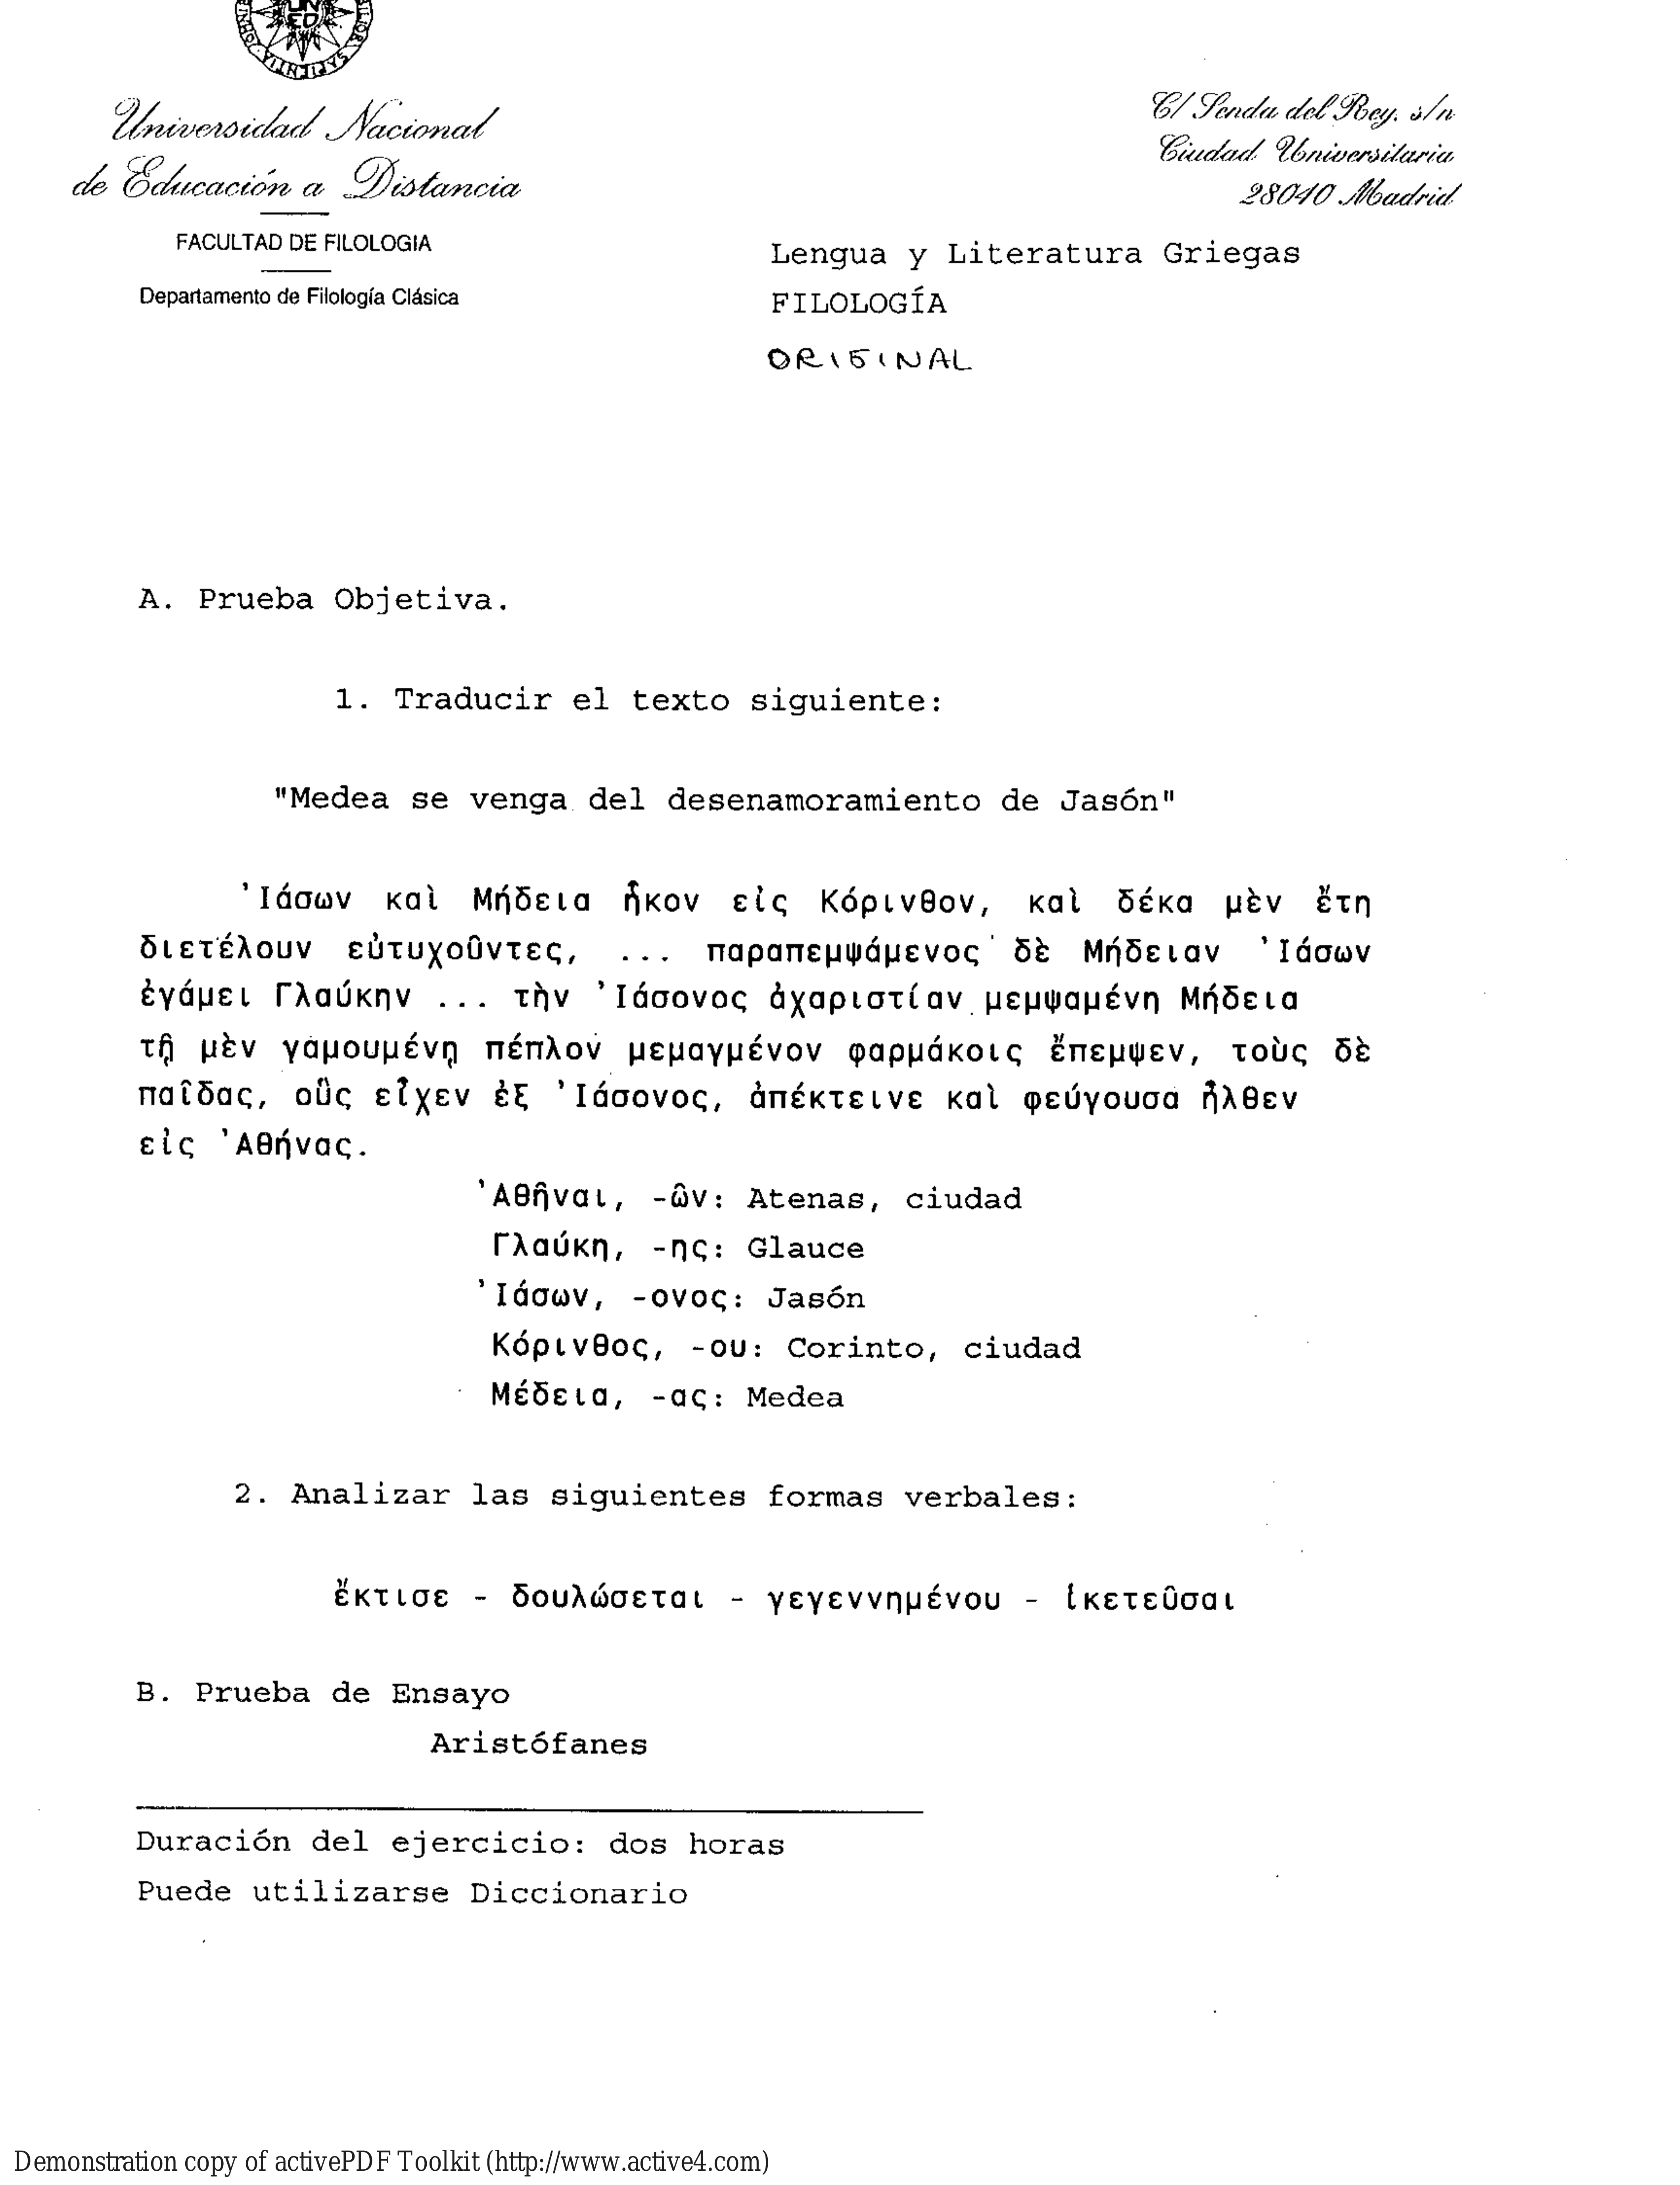 UN
ED
Universidad Nacional
de Educación a Distancia
FACULTAD DE FILOLOGIA
Departamento de Filología Clásica
C/ Senda del Rey. s/n
Ciudad Universitaria
28040 Madrid
Lengua y Literatura Griegas
FILOLOGÍA
ORIGINAL
A. Prueba Objetiva.
1. Traducir el texto siguiente:
"Medea se venga del desenamoramiento de Jasón"
Ἰάσων καὶ Μήδεια ἧκον εἰς Κόρινθον, καὶ δέκα μὲν ἔτη
διετέλουν εὐτυχοῦντες, ... παραπεμψάμενος δὲ Μήδειαν Ἰάσων
ἐγάμει Γλαύκην ... τὴν Ἰάσονος ἀχαριστίαν μεμψαμένη Μήδεια
τῇ μὲν γαμουμένῃ πέπλον μεμαγμένον φαρμάκοις ἔπεμψεν, τοὺς δὲ
παῖδας, οὓς εἶχεν ἐξ Ἰάσονος, ἀπέκτεινε καὶ φεύγουσα ἦλθεν
εἰς Ἀθήνας.
Ἀθῆναι, -ῶν: Atenas, ciudad
Γλαύκη, -ης: Glauce
Ἰάσων, -ονος: Jasón
Κόρινθος, -ου: Corinto, ciudad
Μέδεια, -ας: Medea
2. Analizar las siguientes formas verbales:
ἔκτισε - δουλώσεται - γεγεννημένου - ἱκετεῦσαι
B. Prueba de Ensayo
Aristófanes
Duración del ejercicio: dos horas
Puede utilizarse Diccionario
Demonstration copy of activePDF Toolkit (http://www.active4.com)